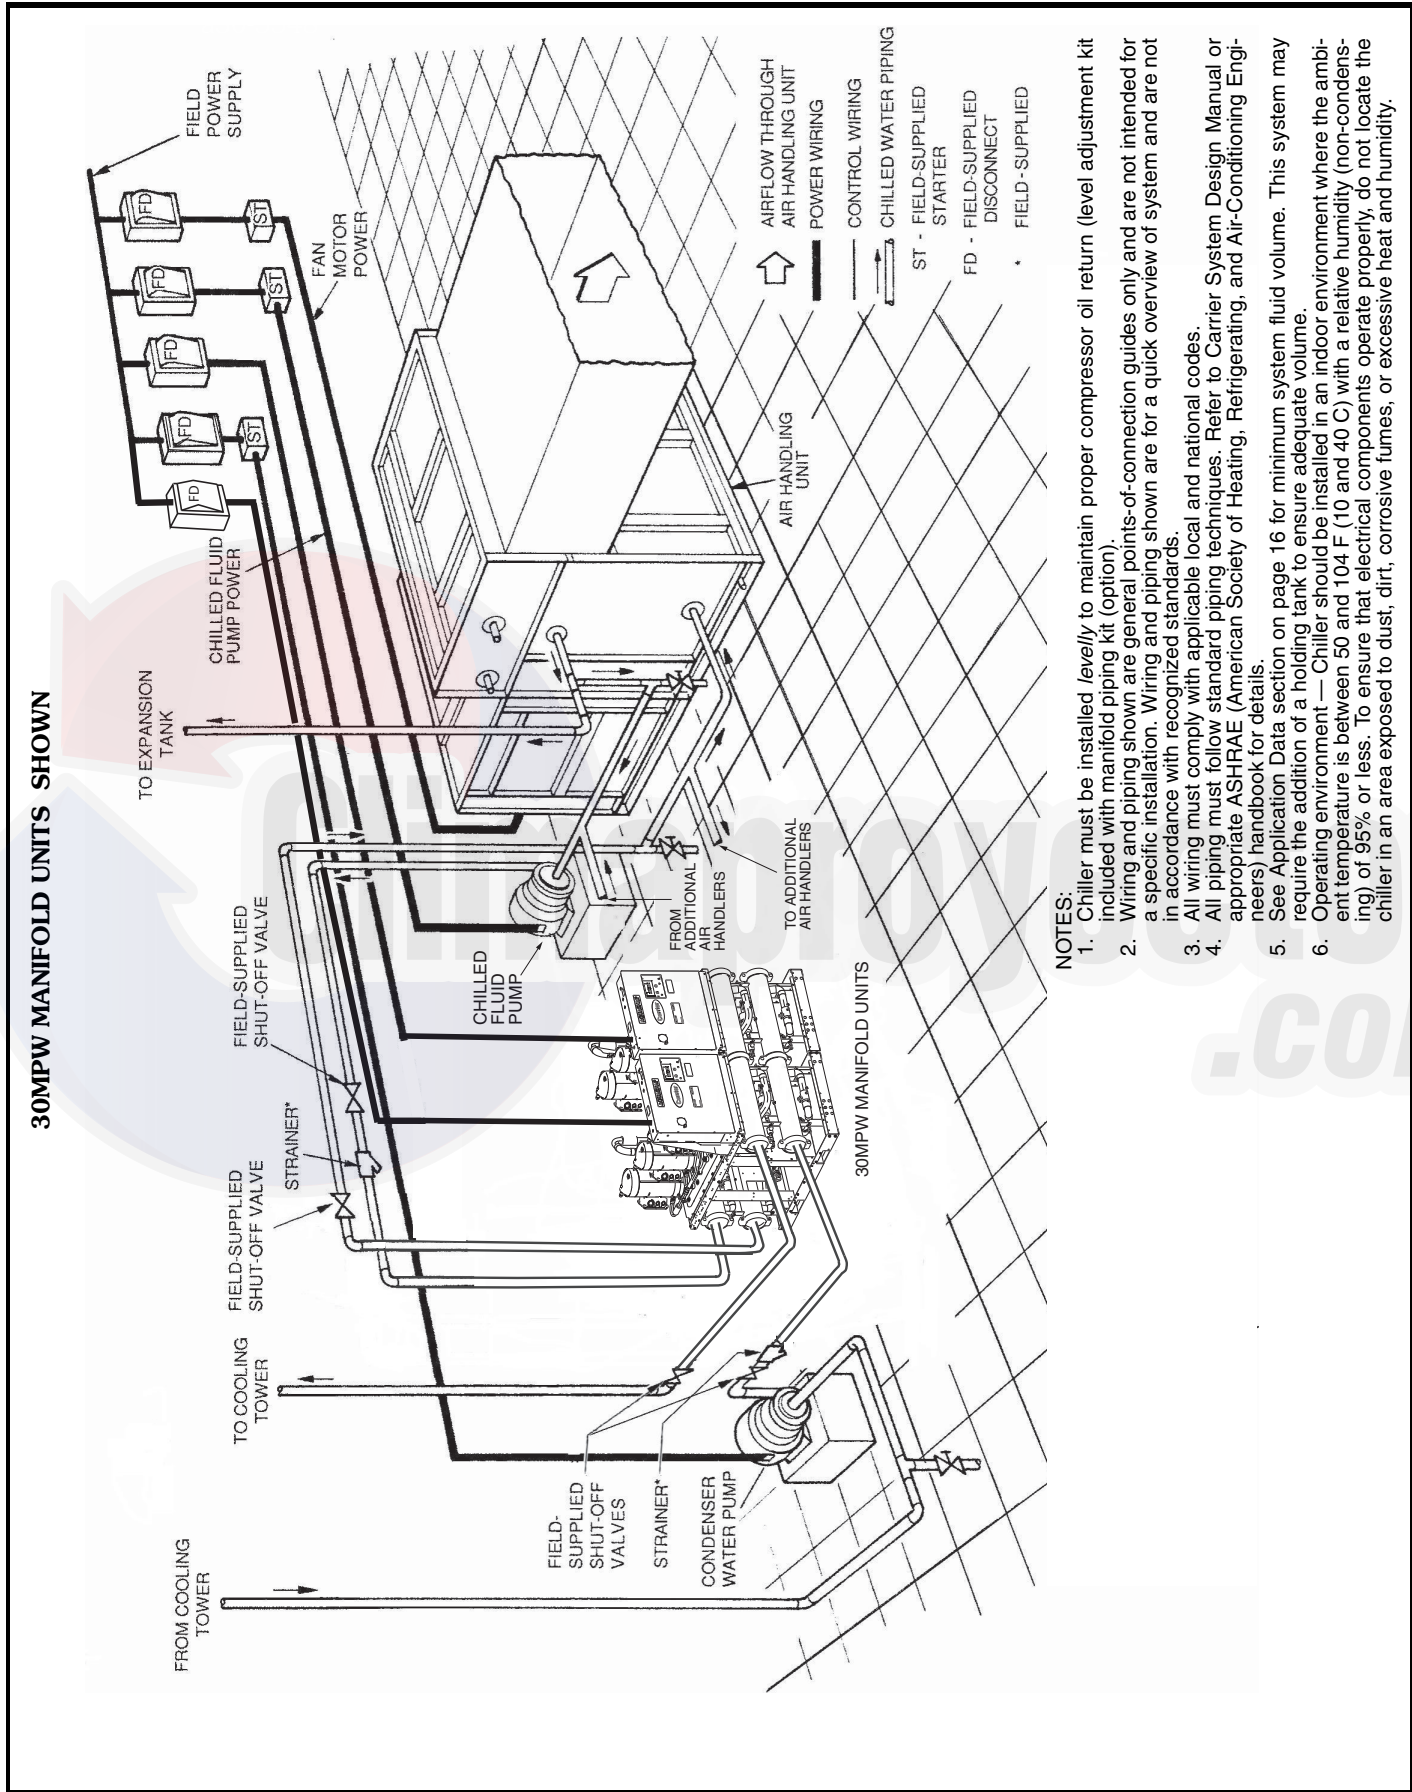 30MPW MANIFOLD UNITS SHOWN
FROM COOLING
TOWER
TO COOLING
TOWER
FIELD-SUPPLIED
SHUT-OFF VALVE
STRAINER*
FIELD-SUPPLIED
SHUT-OFF VALVE
TO EXPANSION
TANK
CHILLED FLUID
PUMP POWER
FIELD
POWER
SUPPLY
FD
FD
FD
FD
FD
ST
ST
ST
FAN
MOTOR
POWER
FIELD-
SUPPLIED
SHUT-OFF
VALVES
STRAINER*
CONDENSER
WATER PUMP
CHILLED
FLUID
PUMP
FROM
ADDITIONAL
AIR
HANDLERS
TO ADDITIONAL
AIR HANDLERS
30MPW MANIFOLD UNITS
AIR HANDLING
UNIT
AIRFLOW THROUGH
AIR HANDLING UNIT
POWER WIRING
CONTROL WIRING
CHILLED WATER PIPING
ST - FIELD-SUPPLIED
STARTER
FD - FIELD-SUPPLIED
DISCONNECT
* FIELD - SUPPLIED
NOTES:
1. Chiller must be installed levelly to maintain proper compressor oil return (level adjustment kit
included with manifold piping kit (option).
2. Wiring and piping shown are general points-of-connection guides only and are not intended for
a specific installation. Wiring and piping shown are for a quick overview of system and are not
in accordance with recognized standards.
3. All wiring must comply with applicable local and national codes.
4. All piping must follow standard piping techniques. Refer to Carrier System Design Manual or
appropriate ASHRAE (American Society of Heating, Refrigerating, and Air-Conditioning Engi-
neers) handbook for details.
5. See Application Data section on page 16 for minimum system fluid volume. This system may
require the addition of a holding tank to ensure adequate volume.
6. Operating environment — Chiller should be installed in an indoor environment where the ambi-
ent temperature is between 50 and 104 F (10 and 40 C) with a relative humidity (non-condens-
ing) of 95% or less. To ensure that electrical components operate properly, do not locate the
chiller in an area exposed to dust, dirt, corrosive fumes, or excessive heat and humidity.
Climaproyectos
.co